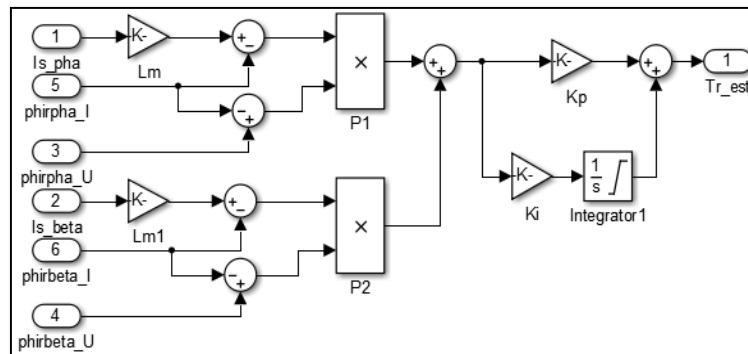 1
Is_pha
K-
Lm
5
phirpha_I
3
phirpha_U
P1
2
Is_beta
K-
Lm1
6
phirbeta_I
4
phirbeta_U
P2
K-
Kp
K-
Ki
1
s
Integrator1
1
Tr_est